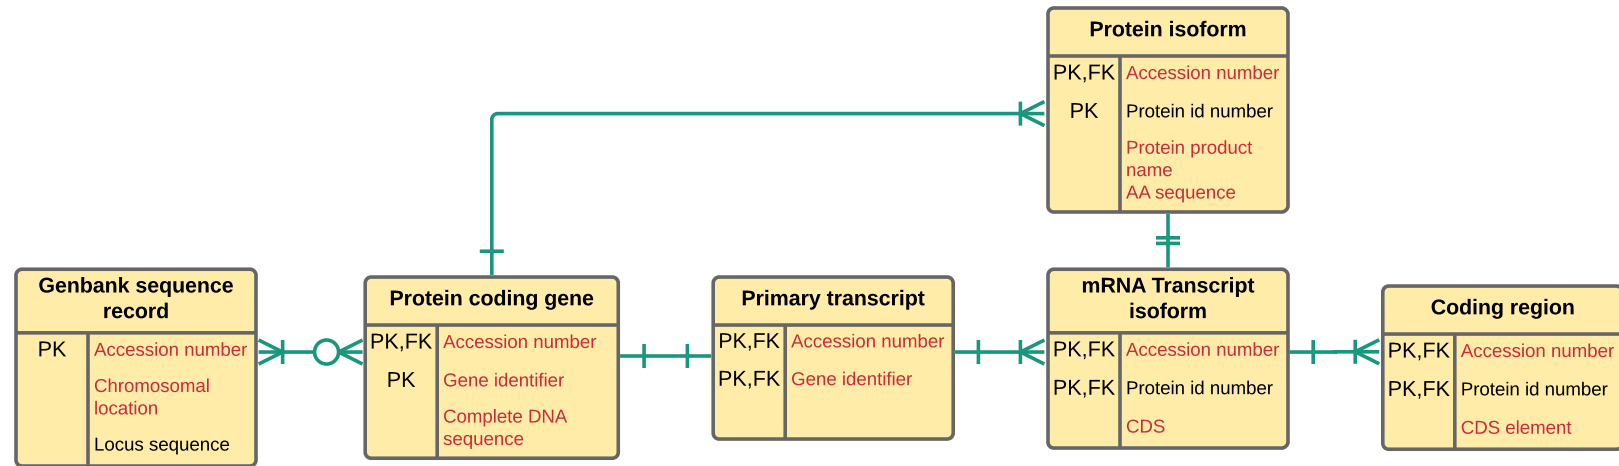 Protein isoform
PK,FK Accession number
PK Protein id number
Protein product
name
AA sequence
Genbank sequence
record
PK Accession number
Chromosomal
location
Locus sequence
Protein coding gene
PK,FK Accession number
PK Gene identifier
Complete DNA
sequence
Primary transcript
PK,FK Accession number
PK,FK Gene identifier
mRNA Transcript
isoform
PK,FK Accession number
PK,FK Protein id number
CDS
Coding region
PK,FK Accession number
PK,FK Protein id number
CDS element